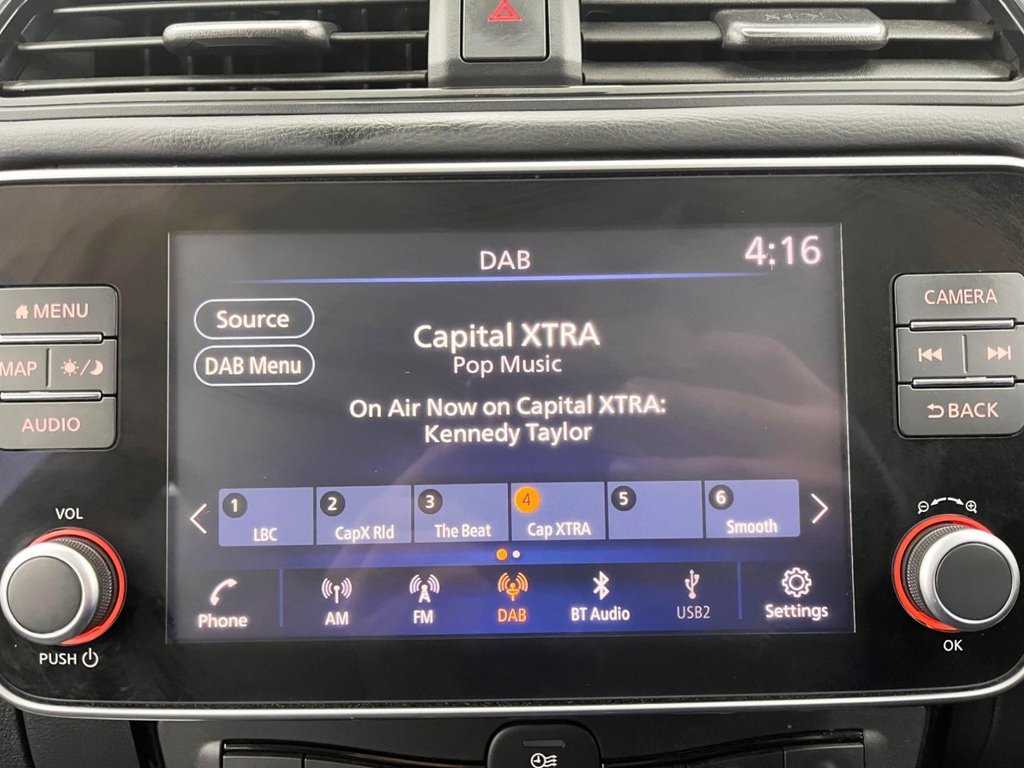 DAB
4:16
MENU
MAP
AUDIO
Source
DAB Menu
Capital XTRA
Pop Music
On Air Now on Capital XTRA:
Kennedy Taylor
CAMERA
BACK
VOL
PUSH
1 2 3 4 5 6
LBC CapX Rld The Beat Cap XTRA Smooth
Phone AM FM DAB BT Audio USB2 Settings
OK